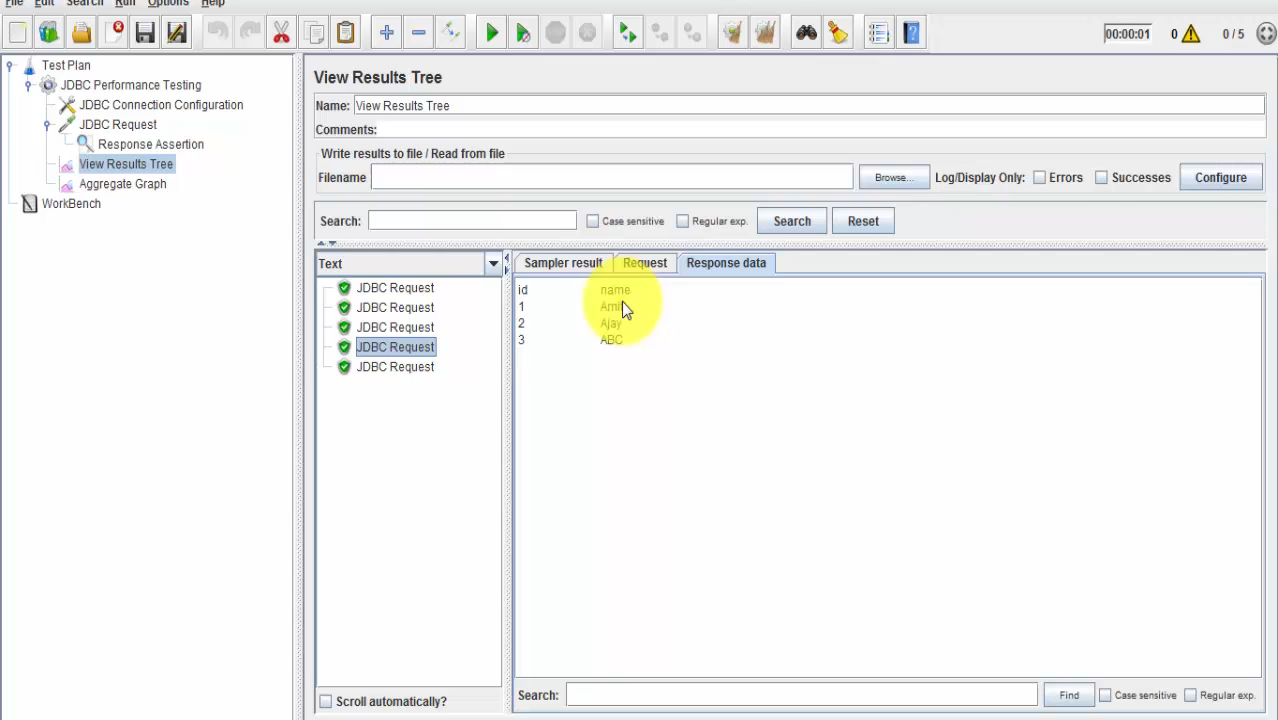 File Edit Search Run Options Help
00:00:01 0 0 / 5
Test Plan
JDBC Performance Testing
JDBC Connection Configuration
JDBC Request
Response Assertion
View Results Tree
Aggregate Graph
WorkBench
View Results Tree
Name: View Results Tree
Comments:
Write results to file / Read from file
Filename Browse... Log/Display Only: Errors Successes Configure
Search: Case sensitive Regular exp. Search Reset
Text
JDBC Request
JDBC Request
JDBC Request
JDBC Request
JDBC Request
Scroll automatically?
Sampler result Request Response data
id name
1
2 Ajay
3 ABC
Search: Find Case sensitive Regular exp.